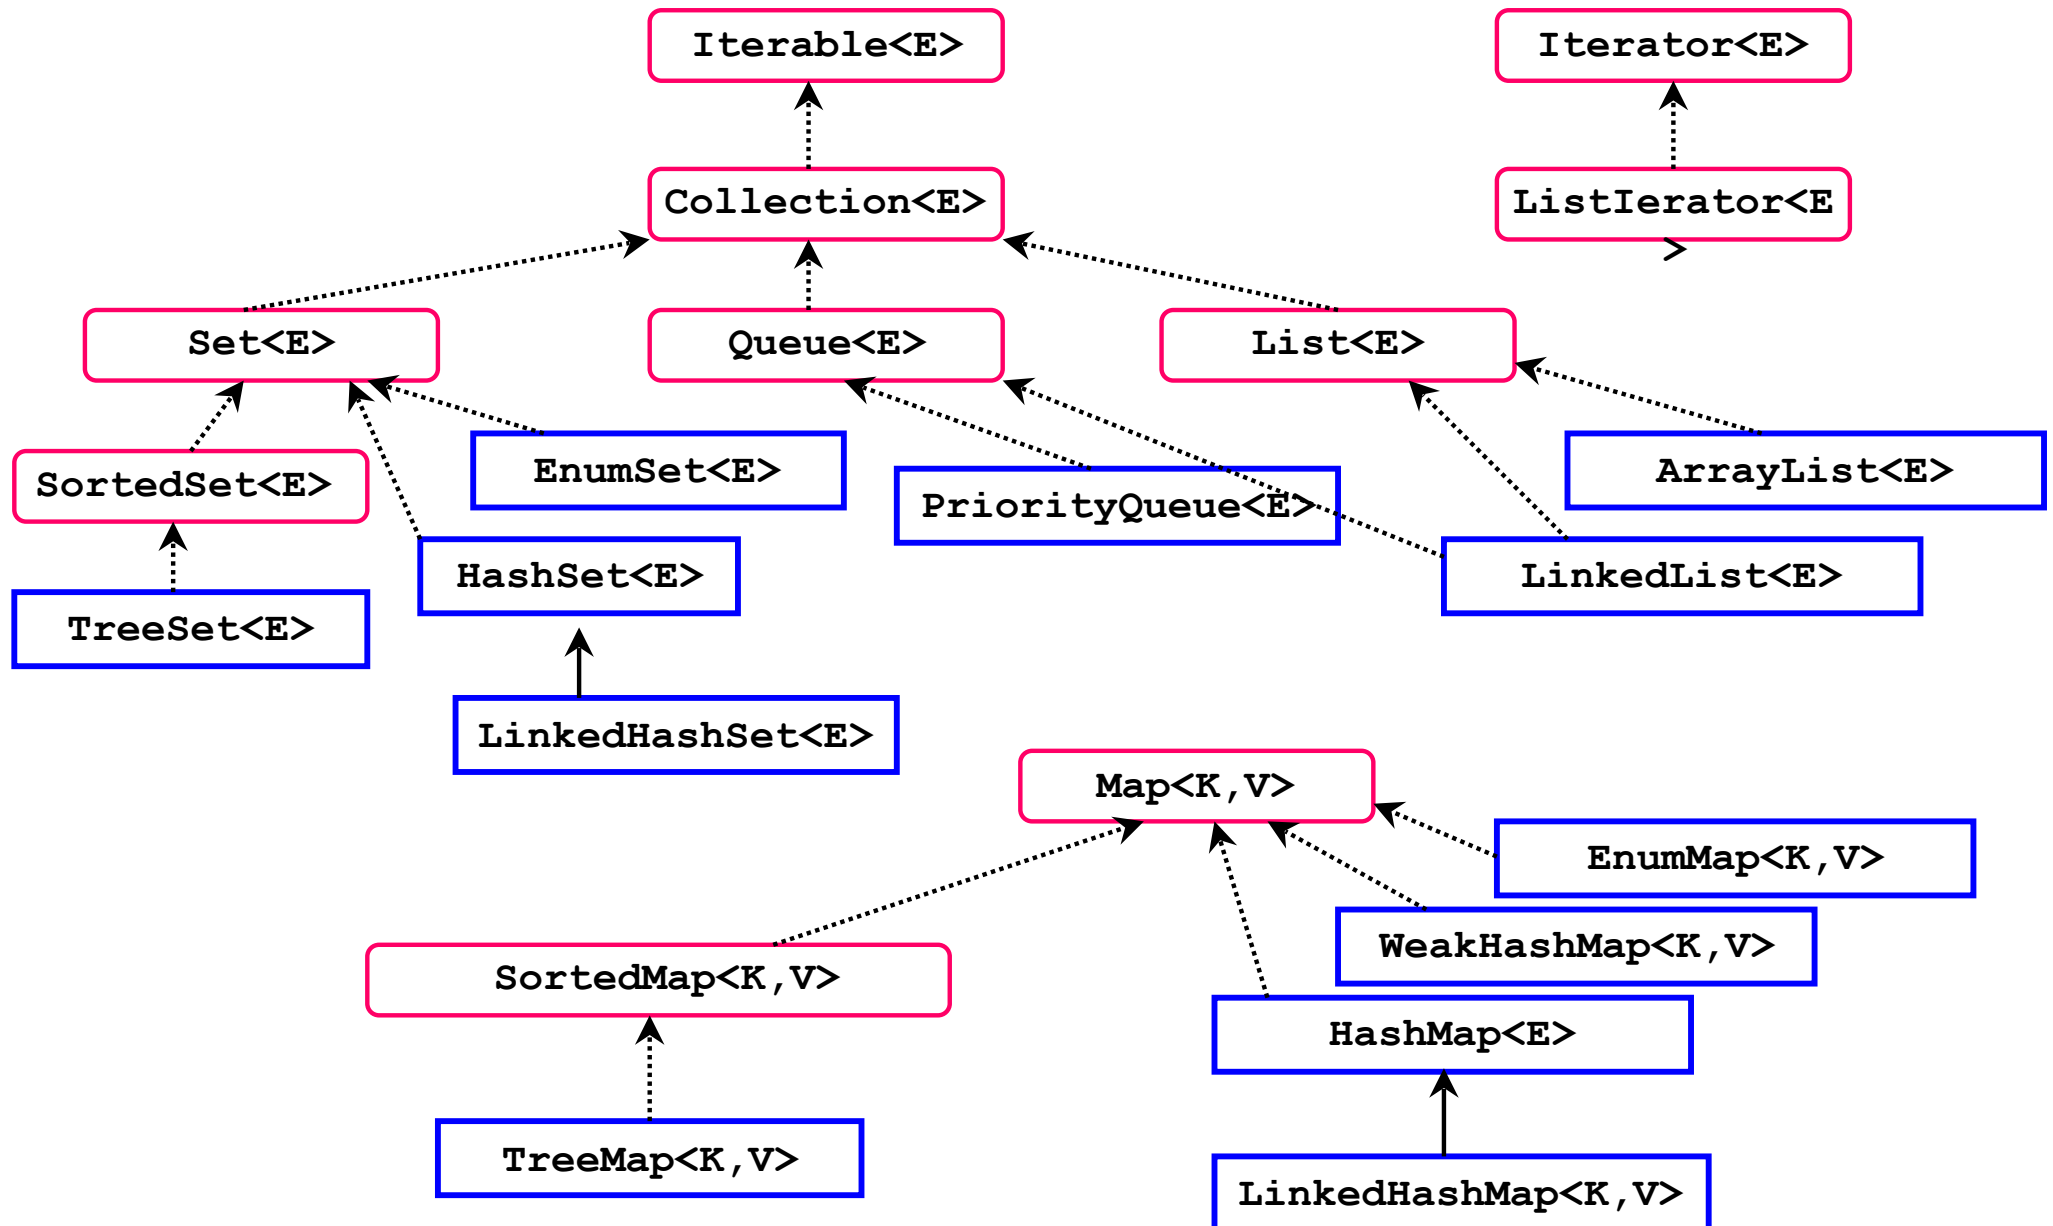 Iterable<E>
Iterator<E>
Collection<E>
ListIerator<E
>
Set<E>
Queue<E>
List<E>
SortedSet<E>
EnumSet<E>
PriorityQueue<E>
ArrayList<E>
HashSet<E>
LinkedList<E>
TreeSet<E>
LinkedHashSet<E>
Map<K,V>
EnumMap<K,V>
WeakHashMap<K,V>
SortedMap<K,V>
HashMap<E>
TreeMap<K,V>
LinkedHashMap<K,V>